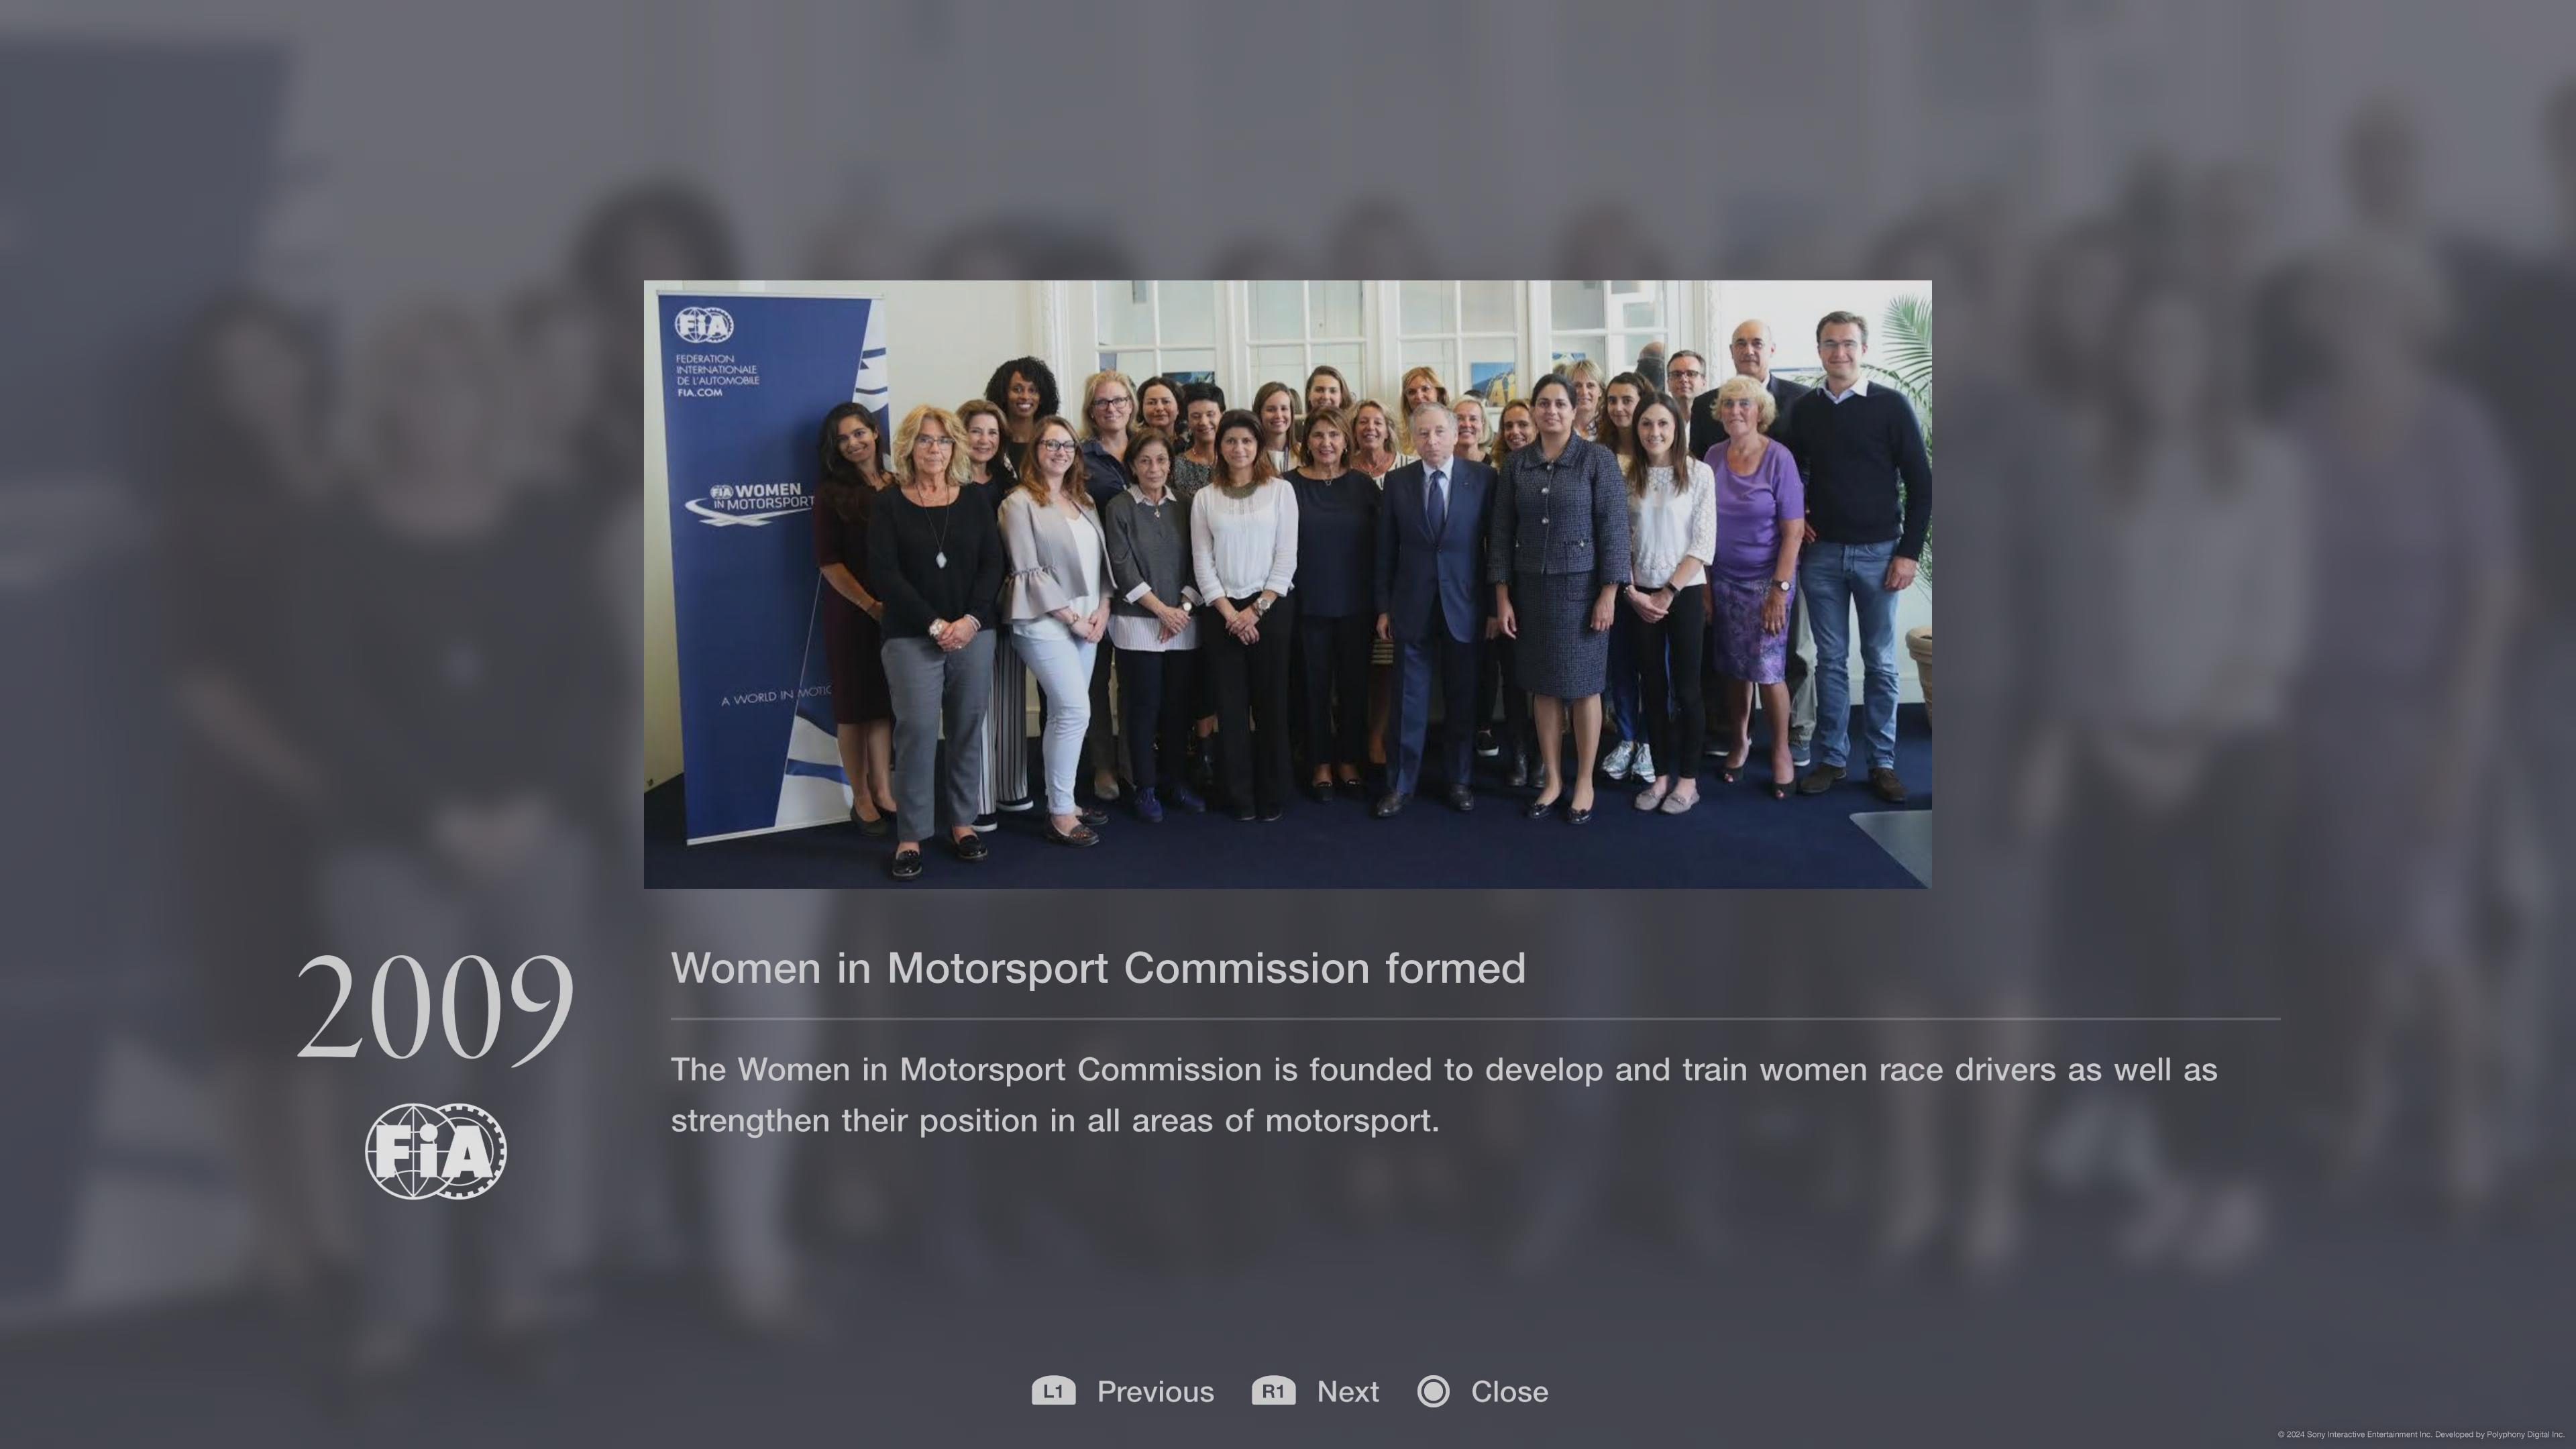 FiA
FEDERATION
INTERNATIONALE
DE L'AUTOMOBILE
FIA.COM
FiA WOMEN
IN MOTORSPORT
A WORLD IN MOTIO
2009
FiA
Women in Motorsport Commission formed
The Women in Motorsport Commission is founded to develop and train women race drivers as well as
strengthen their position in all areas of motorsport.
L1 Previous R1 Next Close
© 2024 Sony Interactive Entertainment Inc. Developed by Polyphony Digital Inc.